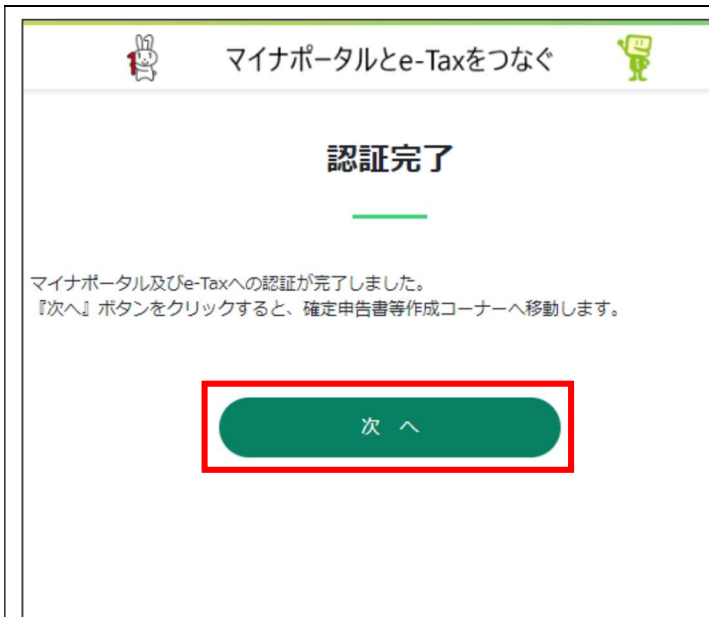 マイナポータルとe-Taxをつなぐ
認証完了
マイナポータル及びe-Taxへの認証が完了しました。
『次へ』ボタンをクリックすると、確定申告書等作成コーナーへ移動します。
次 へ